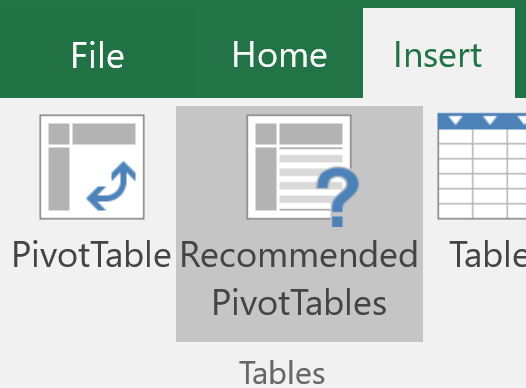 File Home Insert
PivotTable Recommended Table
PivotTables
Tables